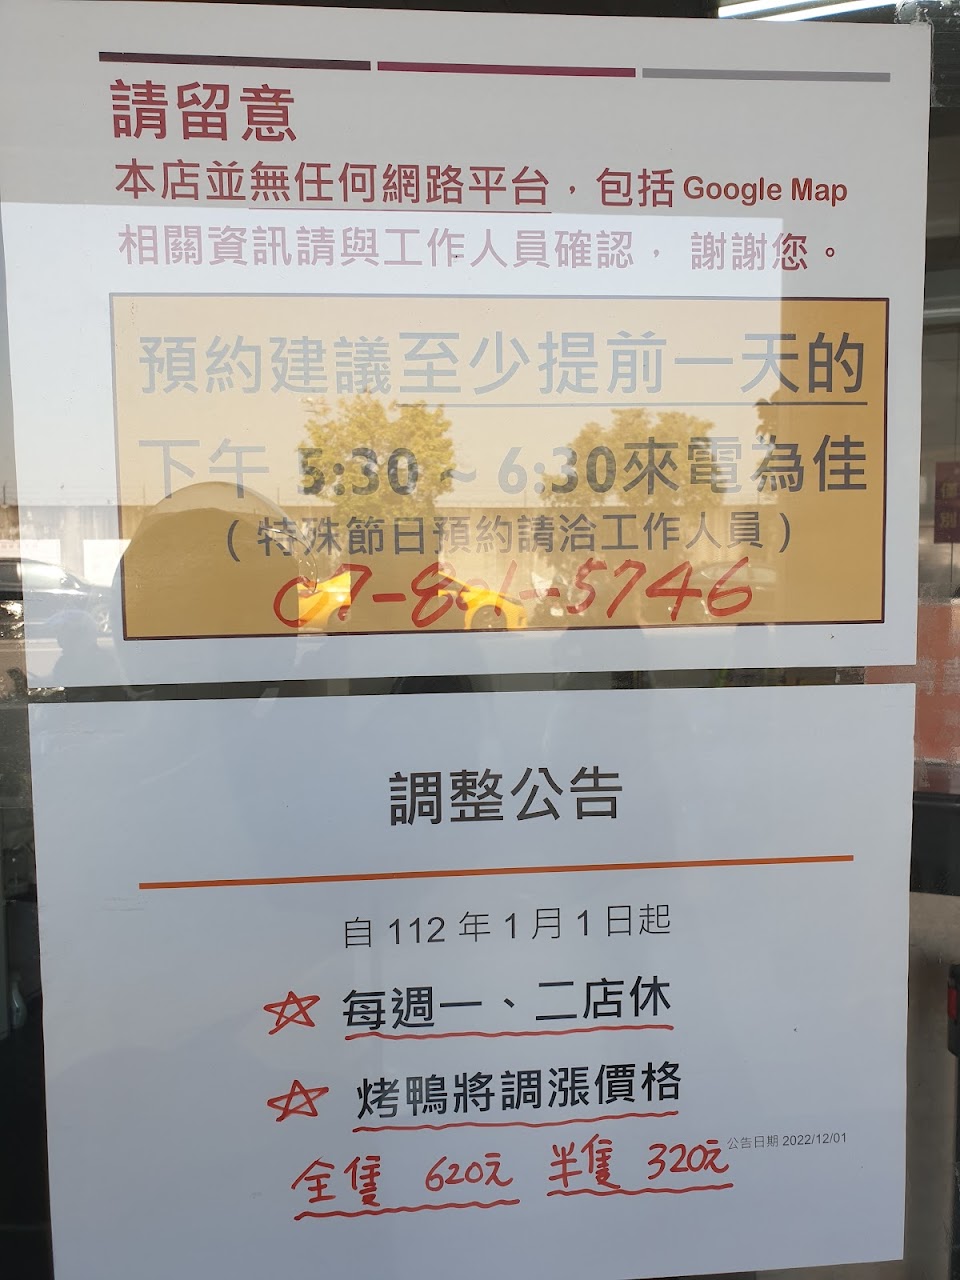 請留意
本店並無任何網路平台，包括 Google Map
相關資訊請與工作人員確認， 謝謝您。
預約建議至少提前一天的
下午 5:30 ~ 6:30來電為佳
( 特殊節日預約請洽工作人員 )
07-801-5746
調整公告
自 112 年 1 月 1 日起
☆ 每週一、二店休
☆ 烤鴨將調漲價格
公告日期 2022/12/01
全隻 620元 半隻 320元